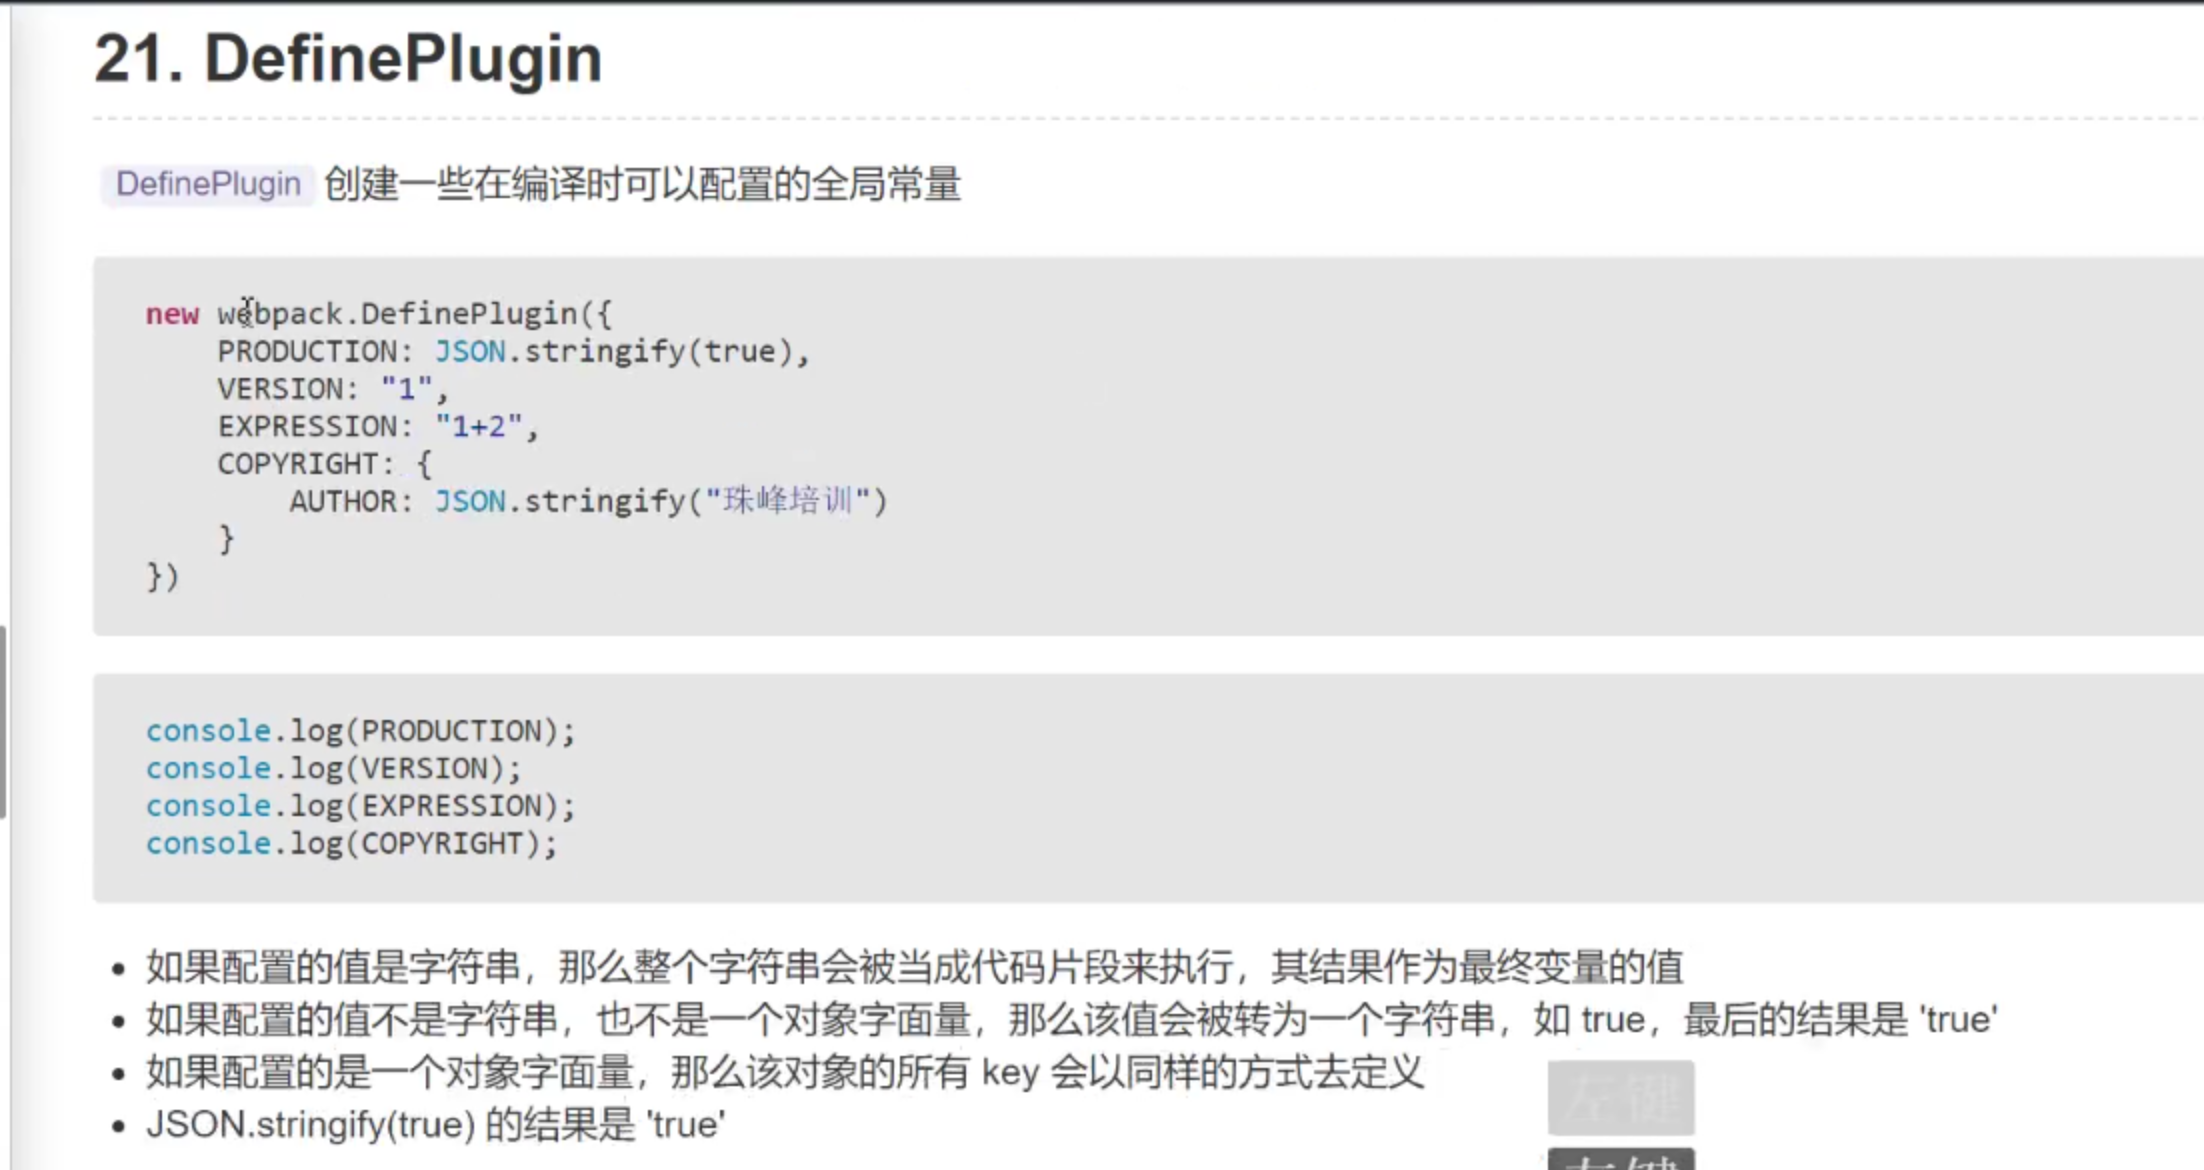 21. DefinePlugin
DefinePlugin 创建一些在编译时可以配置的全局常量
new webpack.DefinePlugin({
    PRODUCTION: JSON.stringify(true),
    VERSION: "1",
    EXPRESSION: "1+2",
    COPYRIGHT: {
        AUTHOR: JSON.stringify("珠峰培训")
    }
})
console.log(PRODUCTION);
console.log(VERSION);
console.log(EXPRESSION);
console.log(COPYRIGHT);
• 如果配置的值是字符串，那么整个字符串会被当成代码片段来执行，其结果作为最终变量的值
• 如果配置的值不是字符串，也不是一个对象字面量，那么该值会被转为一个字符串，如 true，最后的结果是 'true'
• 如果配置的是一个对象字面量，那么该对象的所有 key 会以同样的方式去定义
• JSON.stringify(true) 的结果是 'true'
左键